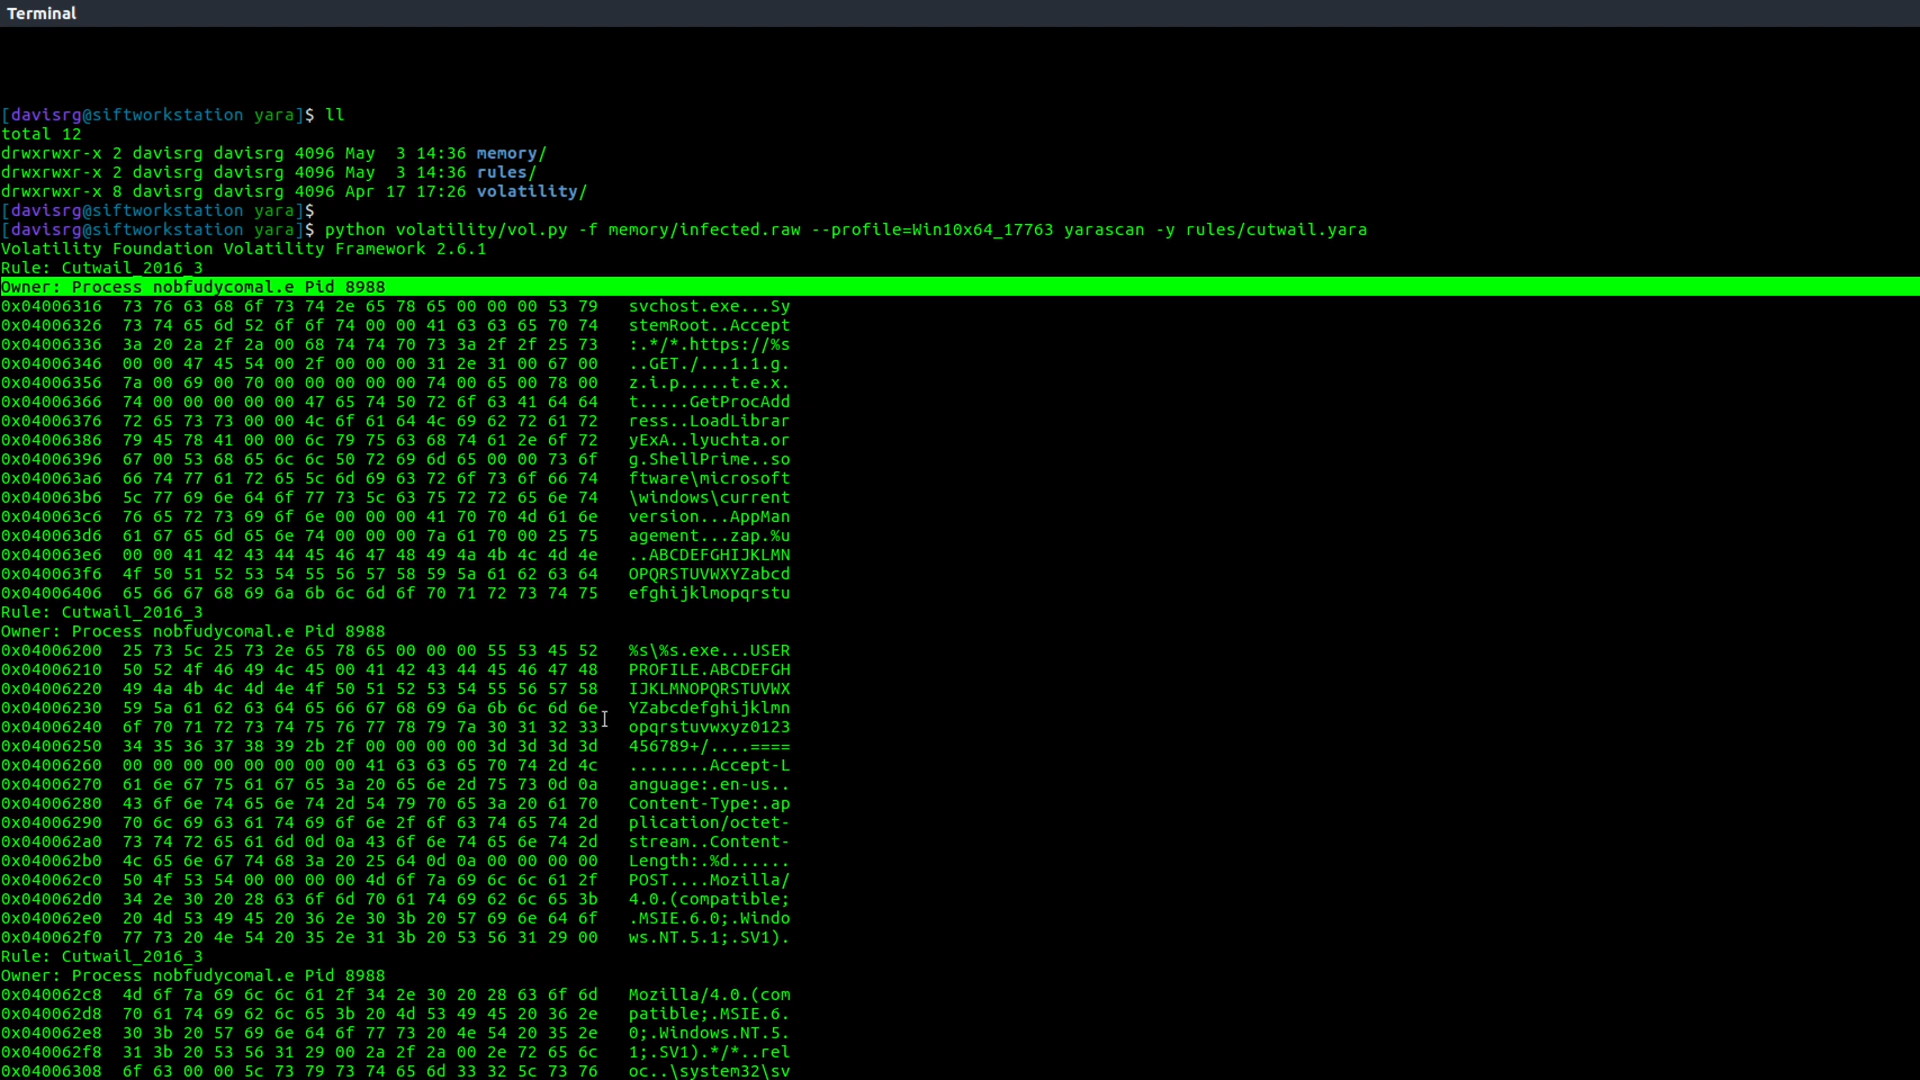 Terminal
[davisrg@siftworkstation yara]$ ll
total 12
drwxrwxr-x 2 davisrg davisrg 4096 May  3 14:36 memory/
drwxrwxr-x 2 davisrg davisrg 4096 May  3 14:36 rules/
drwxrwxr-x 8 davisrg davisrg 4096 Apr 17 17:26 volatility/
[davisrg@siftworkstation yara]$
[davisrg@siftworkstation yara]$ python volatility/vol.py -f memory/infected.raw --profile=Win10x64_17763 yarascan -y rules/cutwail.yara
Volatility Foundation Volatility Framework 2.6.1
Rule: Cutwail_2016_3
Owner: Process nobfudycomal.e Pid 8988
0x04006316  73 76 63 68 6f 73 74 2e 65 78 65 00 00 00 53 79   svchost.exe...Sy
0x04006326  73 74 65 6d 52 6f 6f 74 00 00 41 63 63 65 70 74   stemRoot..Accept
0x04006336  3a 20 2a 2f 2a 00 68 74 74 70 73 3a 2f 2f 25 73   :.*/*.https://%s
0x04006346  00 00 47 45 54 00 2f 00 00 00 31 2e 31 00 67 00   ..GET./...1.1.g.
0x04006356  7a 00 69 00 70 00 00 00 00 00 74 00 65 00 78 00   z.i.p.....t.e.x.
0x04006366  74 00 00 00 00 00 47 65 74 50 72 6f 63 41 64 64   t.....GetProcAdd
0x04006376  72 65 73 73 00 00 4c 6f 61 64 4c 69 62 72 61 72   ress..LoadLibrar
0x04006386  79 45 78 41 00 00 6c 79 75 63 68 74 61 2e 6f 72   yExA..lyuchta.or
0x04006396  67 00 53 68 65 6c 6c 50 72 69 6d 65 00 00 73 6f   g.ShellPrime..so
0x040063a6  66 74 77 61 72 65 5c 6d 69 63 72 6f 73 6f 66 74   ftware\microsoft
0x040063b6  5c 77 69 6e 64 6f 77 73 5c 63 75 72 72 65 6e 74   \windows\current
0x040063c6  76 65 72 73 69 6f 6e 00 00 00 41 70 70 4d 61 6e   version...AppMan
0x040063d6  61 67 65 6d 65 6e 74 00 00 00 7a 61 70 00 25 75   agement...zap.%u
0x040063e6  00 00 41 42 43 44 45 46 47 48 49 4a 4b 4c 4d 4e   ..ABCDEFGHIJKLMN
0x040063f6  4f 50 51 52 53 54 55 56 57 58 59 5a 61 62 63 64   OPQRSTUVWXYZabcd
0x04006406  65 66 67 68 69 6a 6b 6c 6d 6f 70 71 72 73 74 75   efghijklmopqrstu
Rule: Cutwail_2016_3
Owner: Process nobfudycomal.e Pid 8988
0x04006200  25 73 5c 25 73 2e 65 78 65 00 00 00 55 53 45 52   %s\%s.exe...USER
0x04006210  50 52 4f 46 49 4c 45 00 41 42 43 44 45 46 47 48   PROFILE.ABCDEFGH
0x04006220  49 4a 4b 4c 4d 4e 4f 50 51 52 53 54 55 56 57 58   IJKLMNOPQRSTUVWX
0x04006230  59 5a 61 62 63 64 65 66 67 68 69 6a 6b 6c 6d 6e   YZabcdefghijklmn
0x04006240  6f 70 71 72 73 74 75 76 77 78 79 7a 30 31 32 33   opqrstuvwxyz0123
0x04006250  34 35 36 37 38 39 2b 2f 00 00 00 00 3d 3d 3d 3d   456789+/....====
0x04006260  00 00 00 00 00 00 00 00 41 63 63 65 70 74 2d 4c   ........Accept-L
0x04006270  61 6e 67 75 61 67 65 3a 20 65 6e 2d 75 73 0d 0a   anguage:.en-us..
0x04006280  43 6f 6e 74 65 6e 74 2d 54 79 70 65 3a 20 61 70   Content-Type:.ap
0x04006290  70 6c 69 63 61 74 69 6f 6e 2f 6f 63 74 65 74 2d   plication/octet-
0x040062a0  73 74 72 65 61 6d 0d 0a 43 6f 6e 74 65 6e 74 2d   stream..Content-
0x040062b0  4c 65 6e 67 74 68 3a 20 25 64 0d 0a 00 00 00 00   Length:.%d......
0x040062c0  50 4f 53 54 00 00 00 00 4d 6f 7a 69 6c 6c 61 2f   POST....Mozilla/
0x040062d0  34 2e 30 20 28 63 6f 6d 70 61 74 69 62 6c 65 3b   4.0.(compatible;
0x040062e0  20 4d 53 49 45 20 36 2e 30 3b 20 57 69 6e 64 6f   .MSIE.6.0;.Windo
0x040062f0  77 73 20 4e 54 20 35 2e 31 3b 20 53 56 31 29 00   ws.NT.5.1;.SV1).
Rule: Cutwail_2016_3
Owner: Process nobfudycomal.e Pid 8988
0x040062c8  4d 6f 7a 69 6c 6c 61 2f 34 2e 30 20 28 63 6f 6d   Mozilla/4.0.(com
0x040062d8  70 61 74 69 62 6c 65 3b 20 4d 53 49 45 20 36 2e   patible;.MSIE.6.
0x040062e8  30 3b 20 57 69 6e 64 6f 77 73 20 4e 54 20 35 2e   0;.Windows.NT.5.
0x040062f8  31 3b 20 53 56 31 29 00 2a 2f 2a 00 2e 72 65 6c   1;.SV1).*/*..rel
0x04006308  6f 63 00 00 5c 73 79 73 74 65 6d 33 32 5c 73 76   oc..\system32\sv